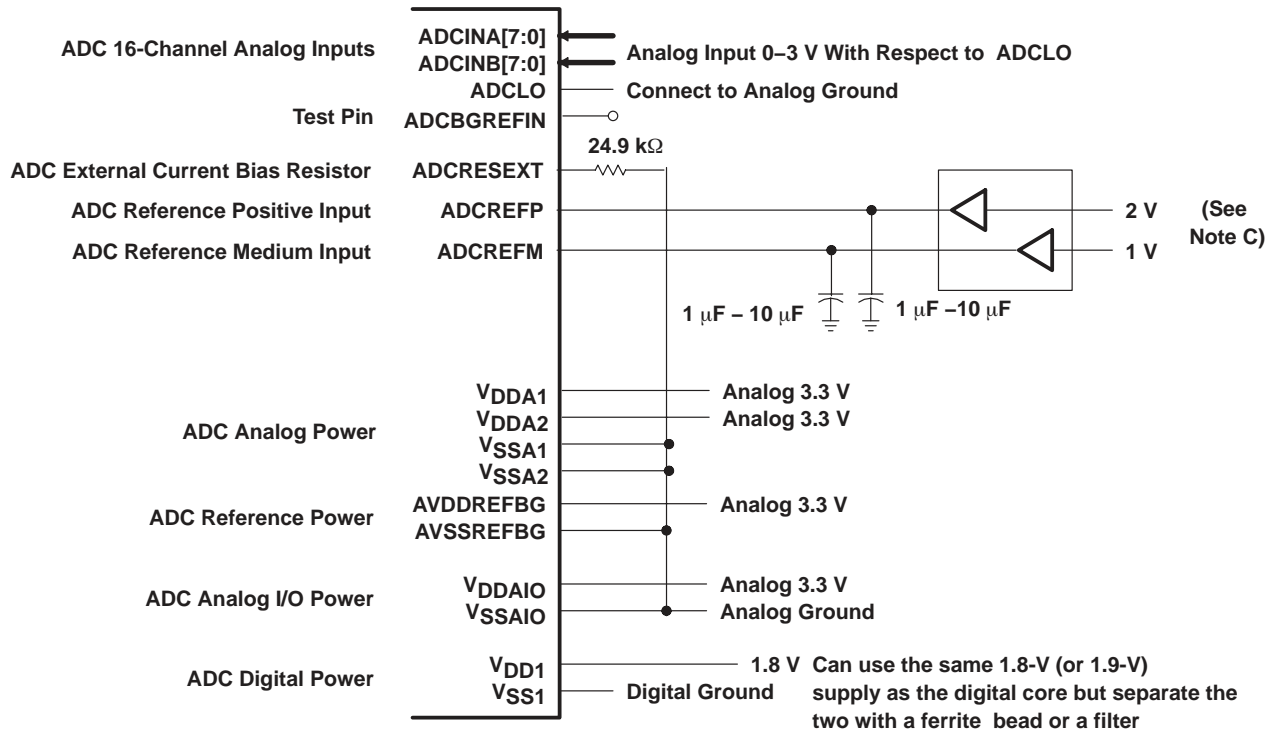 ADC 16-Channel Analog Inputs
ADCINA[7:0]
ADCINB[7:0]
Analog Input 0–3 V With Respect to ADCLO
ADCLO
Connect to Analog Ground
Test Pin
ADCBGREFIN
24.9 kΩ
ADC External Current Bias Resistor
ADCRESEXT
ADC Reference Positive Input
ADCREFP
2 V
(See
Note C)
ADC Reference Medium Input
ADCREFM
1 V
1 μF – 10 μF
1 μF –10 μF
ADC Analog Power
VDDA1
Analog 3.3 V
VDDA2
Analog 3.3 V
VSSA1
VSSA2
ADC Reference Power
AVDDREFBG
Analog 3.3 V
AVSSREFBG
ADC Analog I/O Power
VDDAIO
Analog 3.3 V
VSSAIO
Analog Ground
ADC Digital Power
VDD1
1.8 V
Can use the same 1.8-V (or 1.9-V)
supply as the digital core but separate the
two with a ferrite bead or a filter
VSS1
Digital Ground